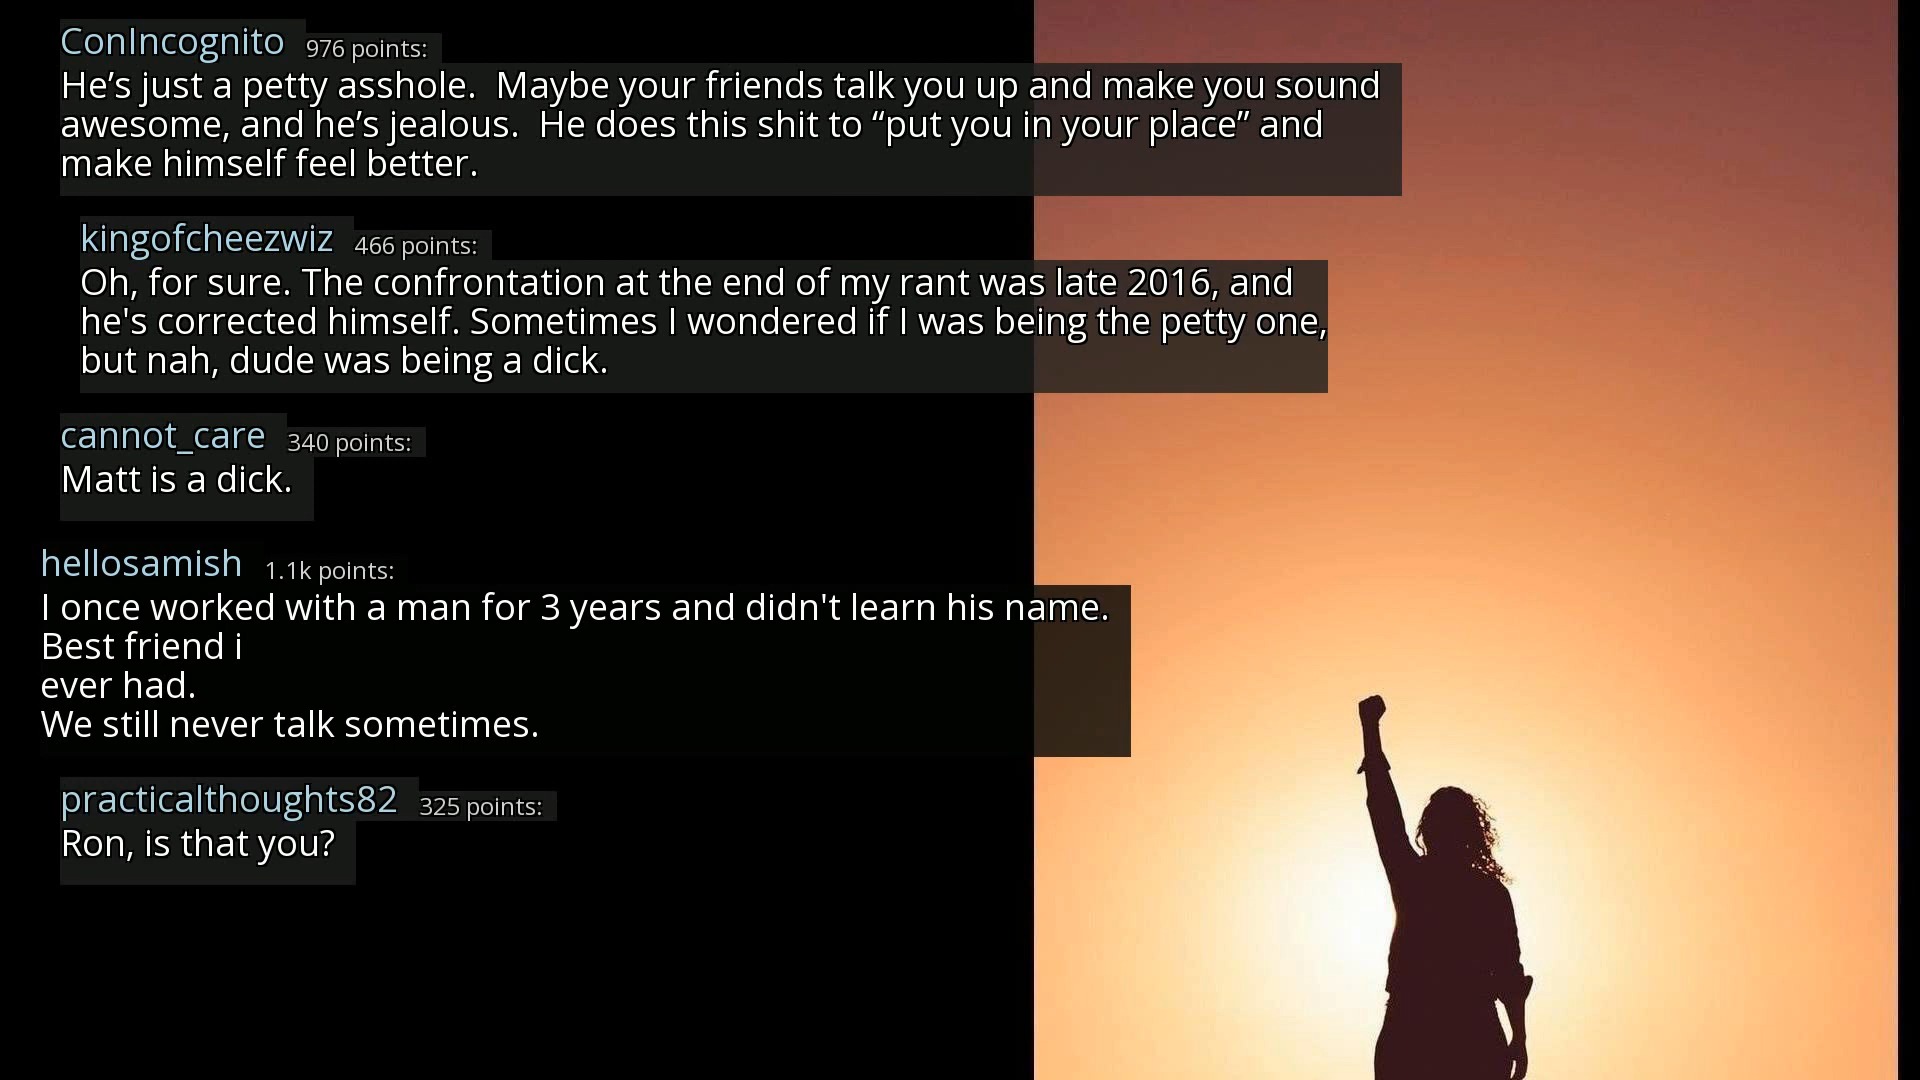 ConIncognito 976 points:
He’s just a petty asshole.  Maybe your friends talk you up and make you sound
awesome, and he’s jealous.  He does this shit to “put you in your place” and
make himself feel better.
kingofcheezwiz 466 points:
Oh, for sure. The confrontation at the end of my rant was late 2016, and
he's corrected himself. Sometimes I wondered if I was being the petty one,
but nah, dude was being a dick.
cannot_care 340 points:
Matt is a dick.
hellosamish 1.1k points:
I once worked with a man for 3 years and didn't learn his name.
Best friend i
ever had.
We still never talk sometimes.
practicalthoughts82 325 points:
Ron, is that you?